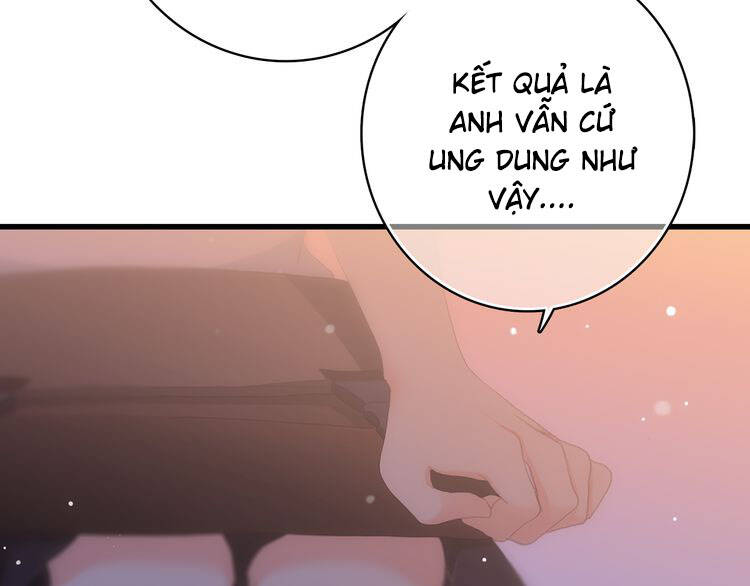 KẾT QUẢ LÀ
ANH VẪN CỨ
UNG DUNG NHƯ
VẬY....